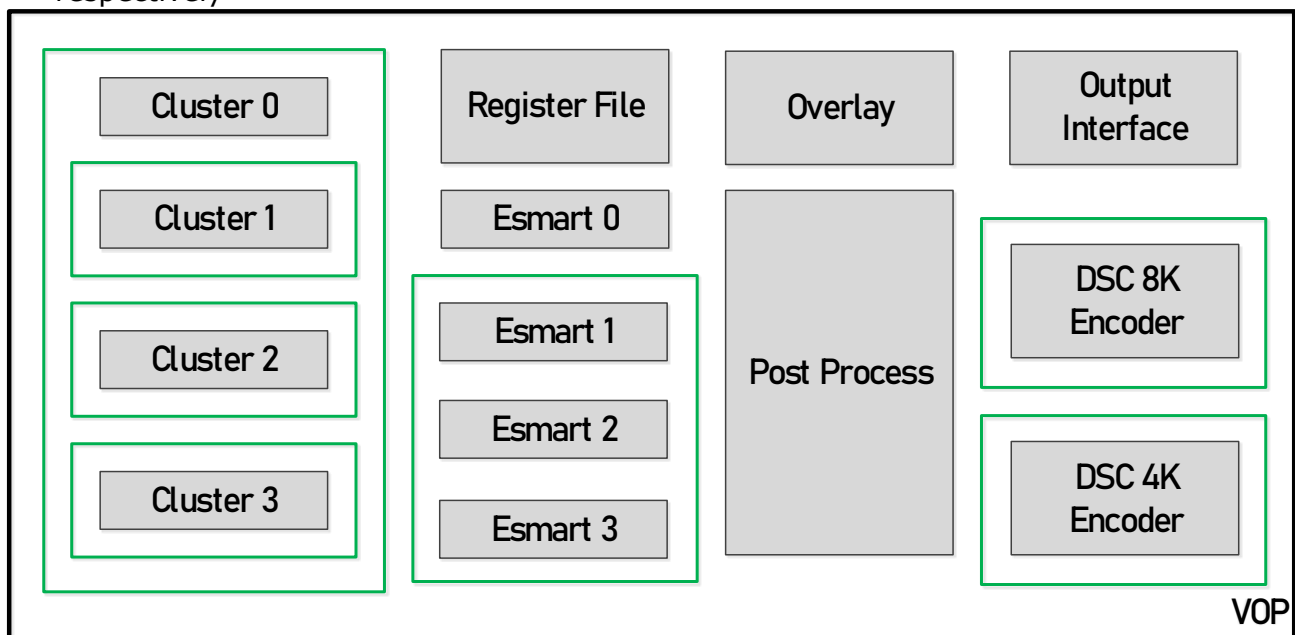 respectively
Cluster 0
Cluster 1
Cluster 2
Cluster 3
Register File
Esmart 0
Esmart 1
Esmart 2
Esmart 3
Overlay
Post Process
Output
Interface
DSC 8K
Encoder
DSC 4K
Encoder
VOP